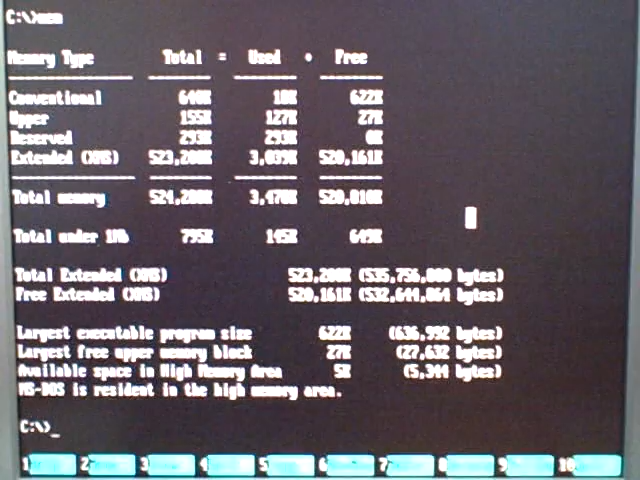 C:\>mem
Memory Type Total = Used + Free
Conventional 640K 18K 622K
Upper 155K 127K 27K
Reserved 293K 293K 0K
Extended (XMS) 523,200K 3,039K 520,161K
Total memory 524,288K 3,478K 520,810K
Total under 1Mb 795K 145K 649K
Total Extended (XMS) 523,200K (535,756,800 bytes)
Free Extended (XMS) 520,161K (532,644,864 bytes)
Largest executable program size 622K (636,992 bytes)
Largest free upper memory block 27K (27,632 bytes)
Available space in High Memory Area 5K (5,344 bytes)
MS-DOS is resident in the high memory area.
C:\>_
1 2 3 4 5 6 7 8 9 10